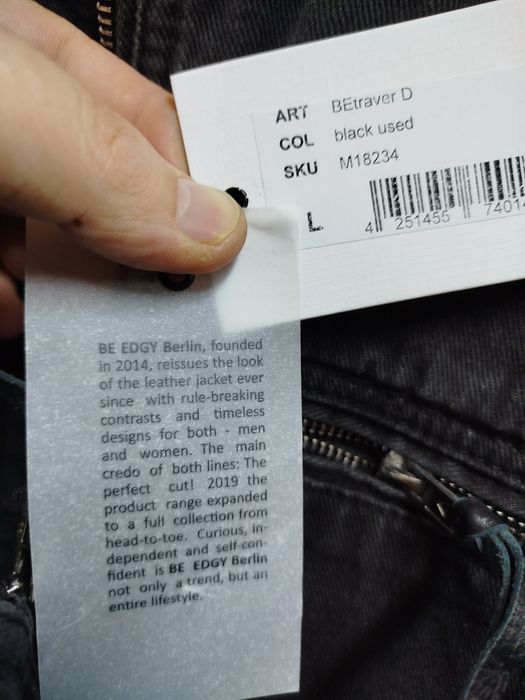 ART BEtraver D
COL black used
SKU M18234
L
4 251455 74014
BE EDGY Berlin, founded
in 2014, reissues the look
of the leather jacket ever
since with rule-breaking
contrasts and timeless
designs for both - men
and women. The main
credo of both lines: The
perfect cut! 2019 the
product range expanded
to a full collection from
head-to-toe. Curious, in-
dependent and self-con-
fident is BE EDGY Berlin
not only a trend, but an
entire lifestyle.